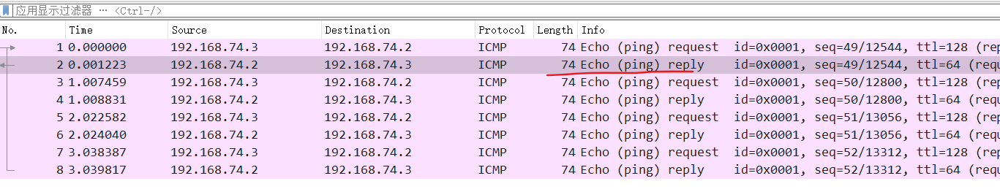 应用显示过滤器 … <Ctrl-/>
No. Time Source Destination Protocol Length Info
1 0.000000 192.168.74.3 192.168.74.2 ICMP 74 Echo (ping) request id=0x0001, seq=49/12544, ttl=128 (rep
2 0.001223 192.168.74.2 192.168.74.3 ICMP 74 Echo (ping) reply id=0x0001, seq=49/12544, ttl=64 (requ
3 1.007459 192.168.74.3 192.168.74.2 ICMP 74 Echo (ping) request id=0x0001, seq=50/12800, ttl=128 (rep
4 1.008831 192.168.74.2 192.168.74.3 ICMP 74 Echo (ping) reply id=0x0001, seq=50/12800, ttl=64 (requ
5 2.022582 192.168.74.3 192.168.74.2 ICMP 74 Echo (ping) request id=0x0001, seq=51/13056, ttl=128 (rep
6 2.024040 192.168.74.2 192.168.74.3 ICMP 74 Echo (ping) reply id=0x0001, seq=51/13056, ttl=64 (requ
7 3.038387 192.168.74.3 192.168.74.2 ICMP 74 Echo (ping) request id=0x0001, seq=52/13312, ttl=128 (rep
8 3.039817 192.168.74.2 192.168.74.3 ICMP 74 Echo (ping) reply id=0x0001, seq=52/13312, ttl=64 (requ